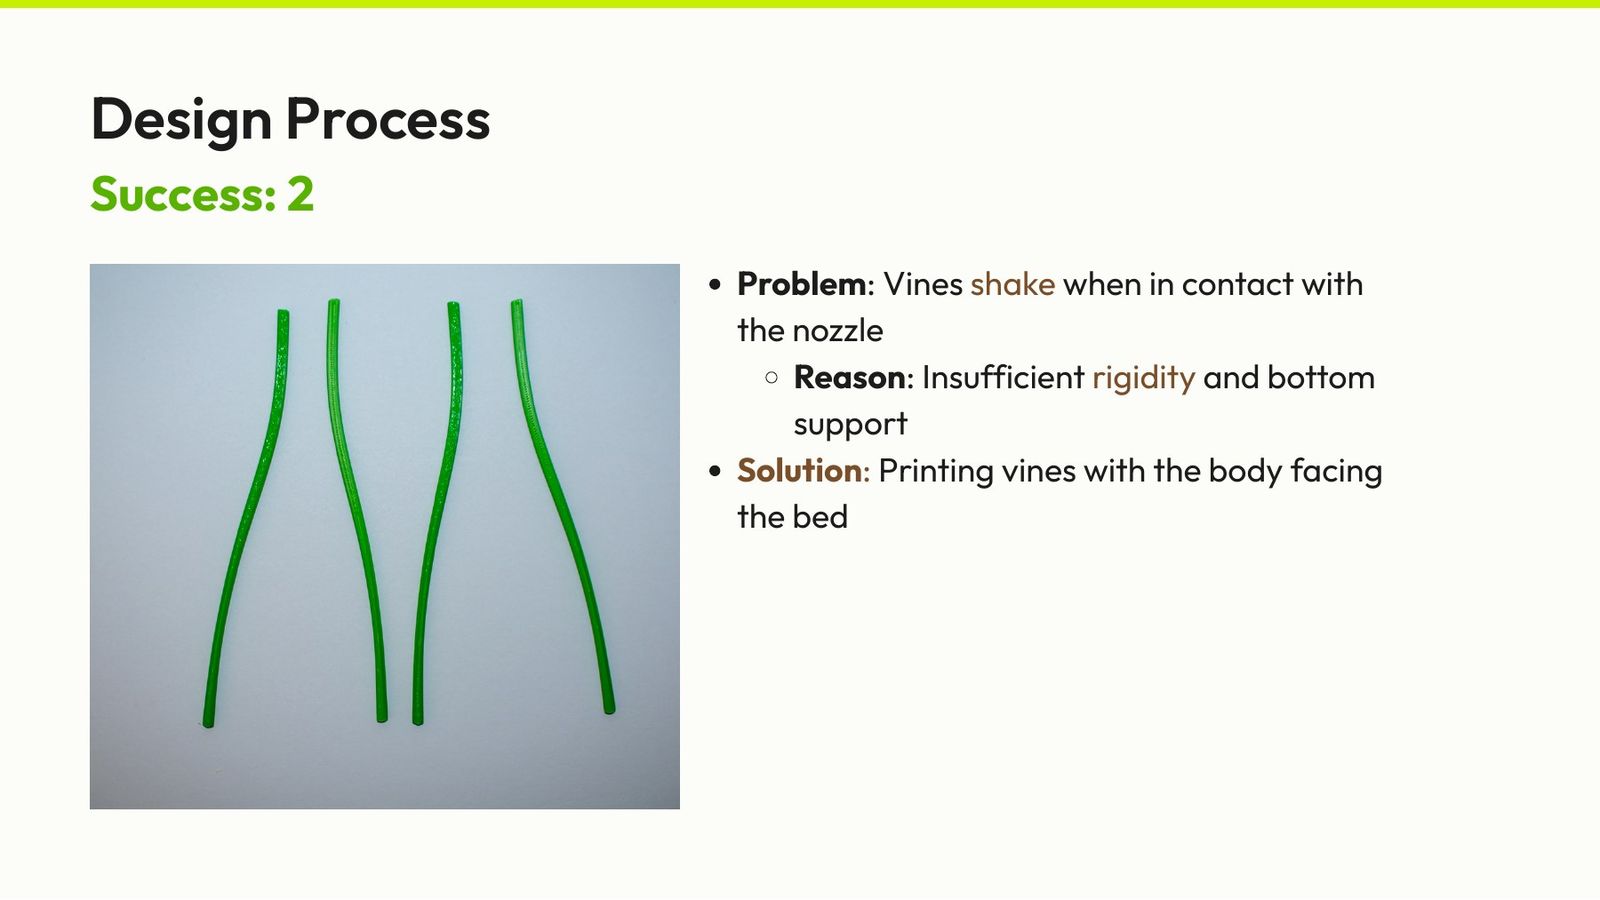 Design Process
Success: 2
• Problem: Vines shake when in contact with
the nozzle
○ Reason: Insufficient rigidity and bottom
support
• Solution: Printing vines with the body facing
the bed